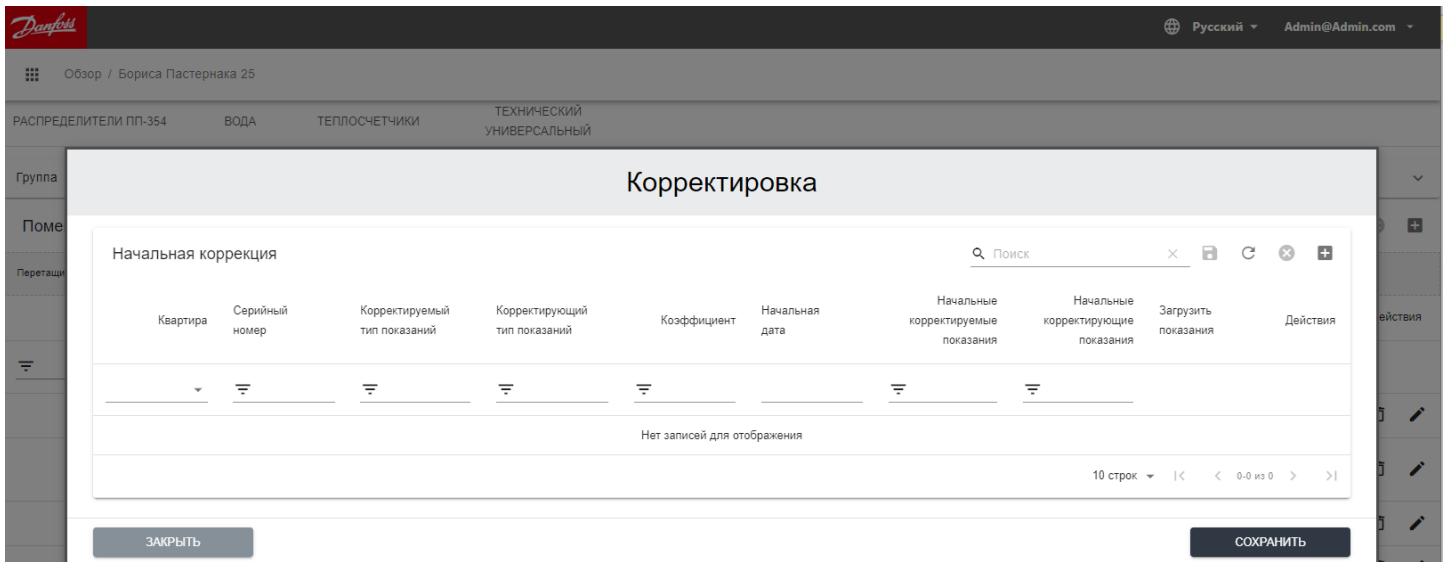 Danfoss
Русский
Admin@Admin.com
Обзор / Бориса Пастернака 25
РАСПРЕДЕЛИТЕЛИ ПП-354
ВОДА
ТЕПЛОСЧЕТЧИКИ
ТЕХНИЧЕСКИЙ
УНИВЕРСАЛЬНЫЙ
Группа
Корректировка
Поме
Начальная коррекция
Поиск
Перетащи
Квартира
Серийный
номер
Корректируемый
тип показаний
Корректирующий
тип показаний
Коэффициент
Начальная
дата
Начальные
корректируемые
показания
Начальные
корректирующие
показания
Загрузить
показания
Действия
ействия
Нет записей для отображения
10 строк
0-0 из 0
ЗАКРЫТЬ
СОХРАНИТЬ